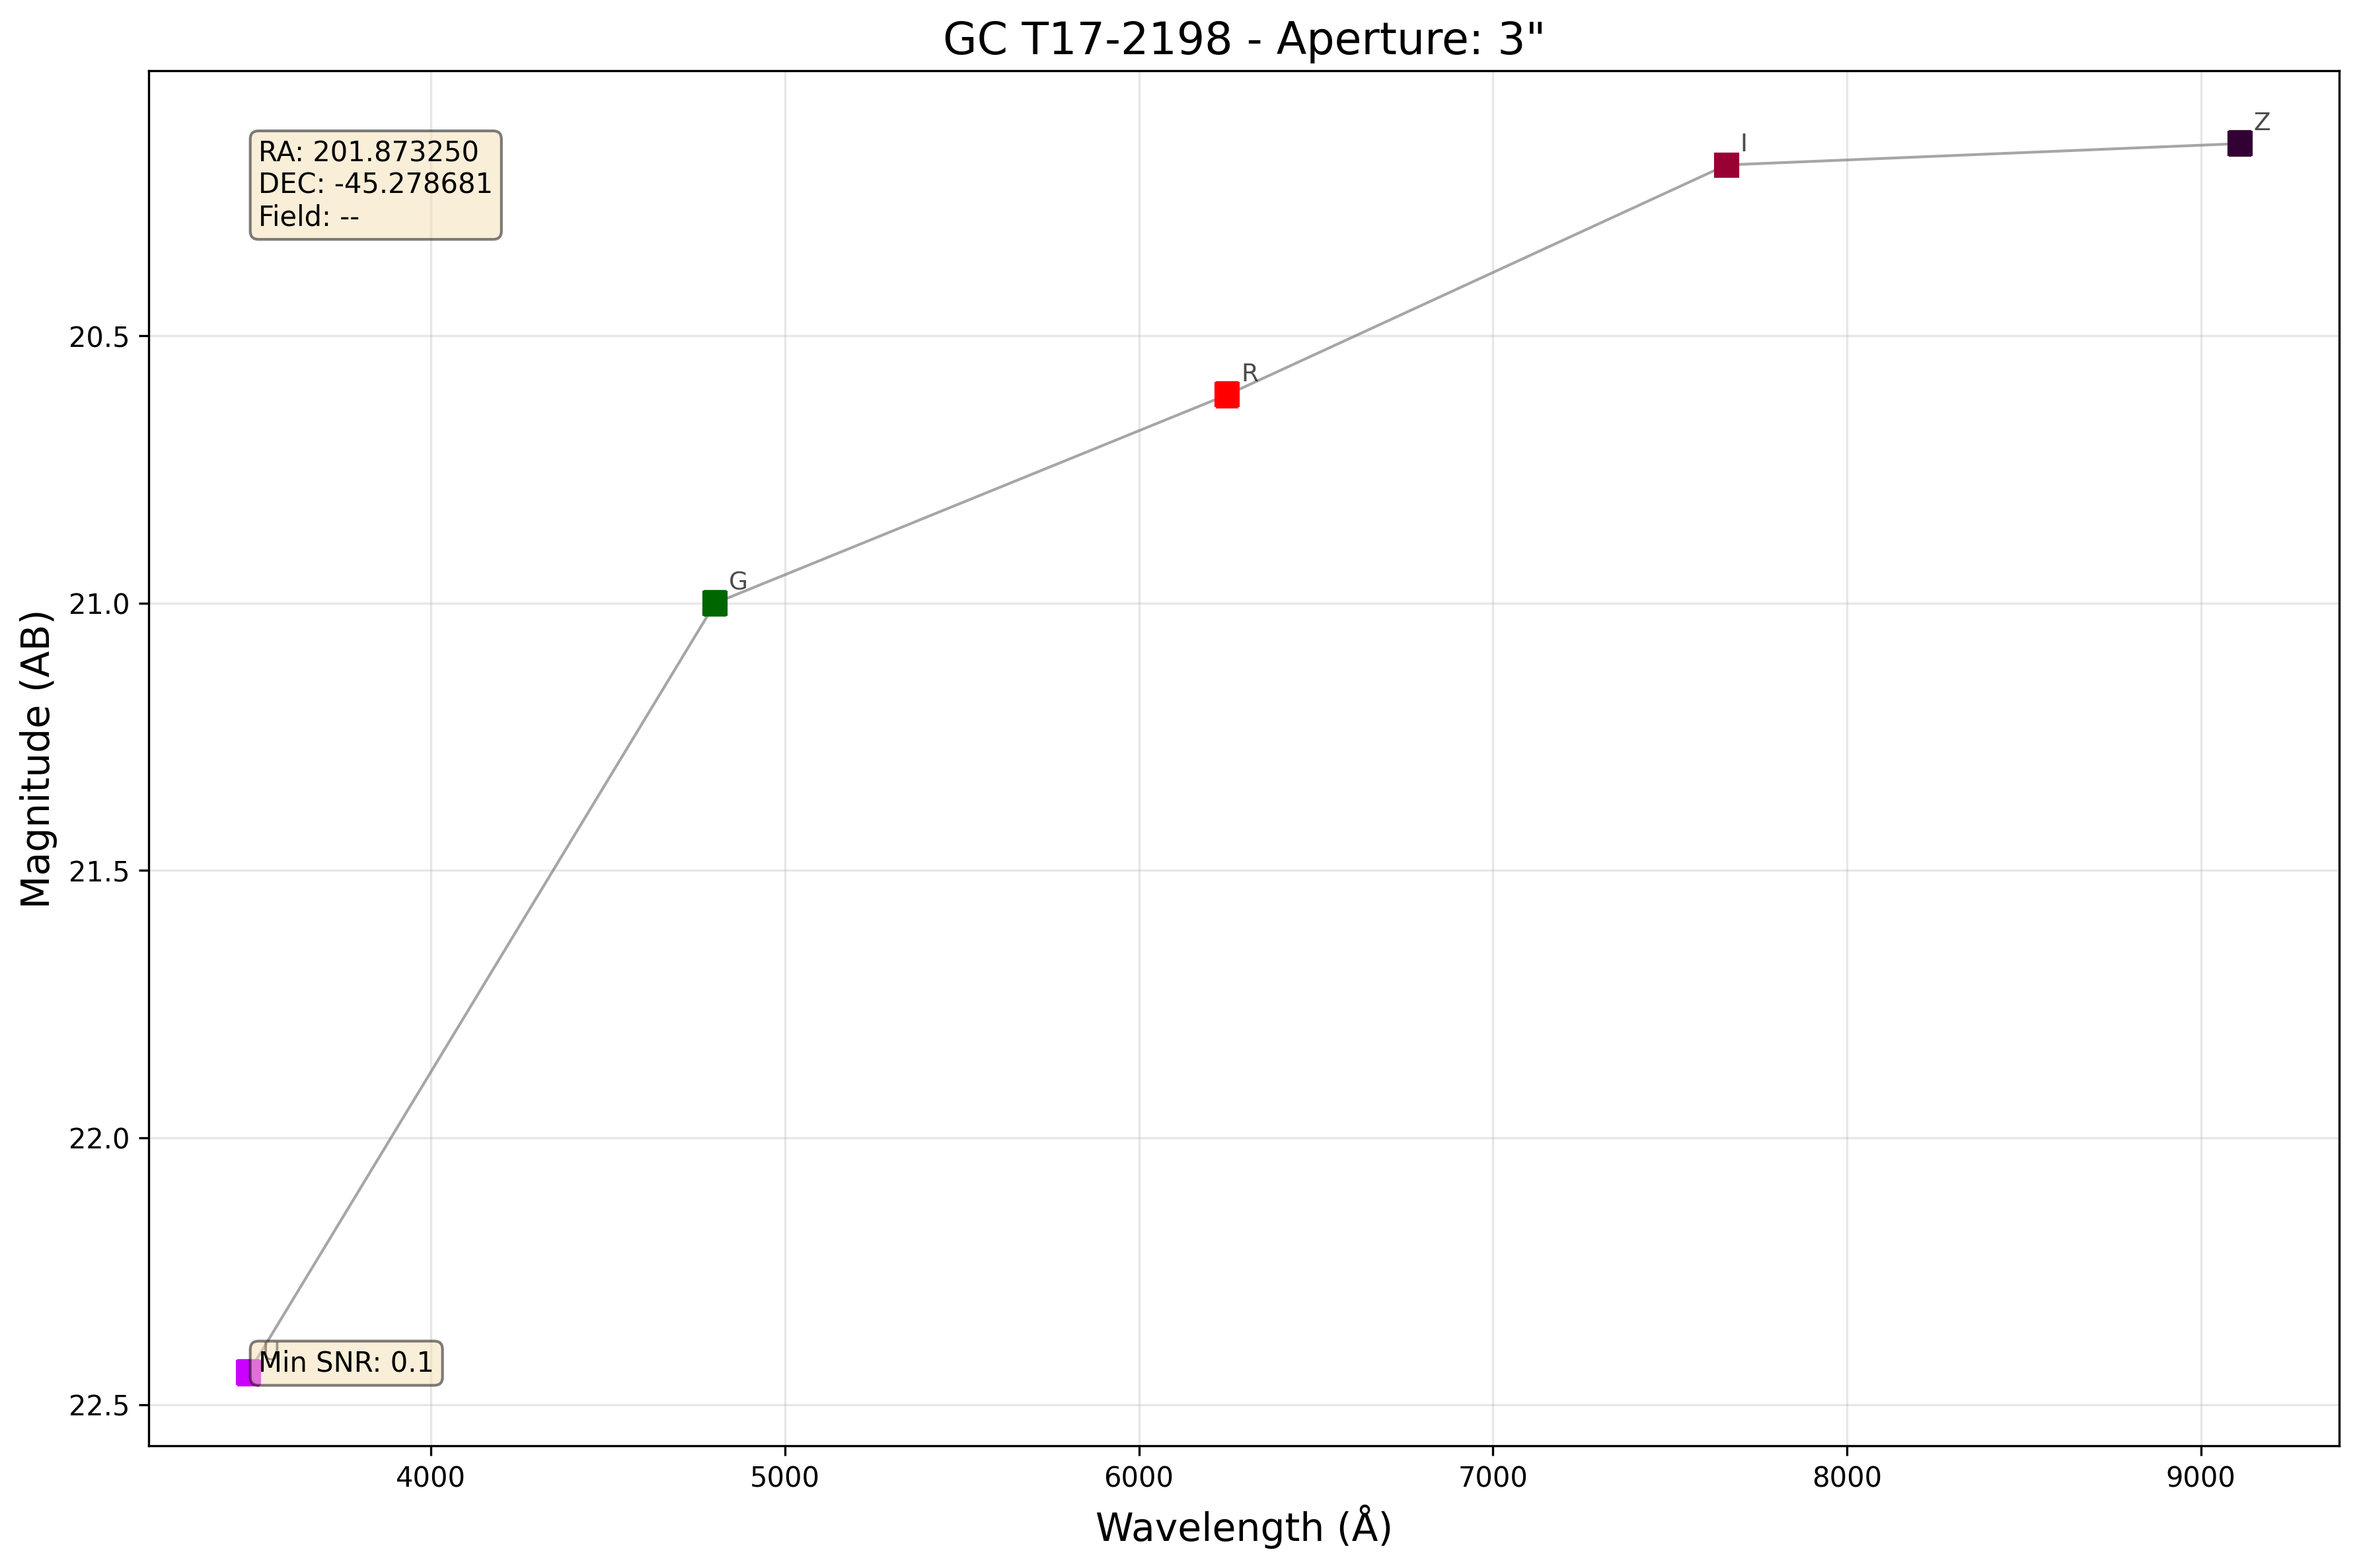 GC T17-2198 - Aperture: 3"
RA: 201.873250
DEC: -45.278681
Field: --
Z
I
R
G
Min SNR: 0.1
20.5
21.0
21.5
22.0
22.5
Magnitude (AB)
4000 5000 6000 7000 8000 9000
Wavelength (Å)